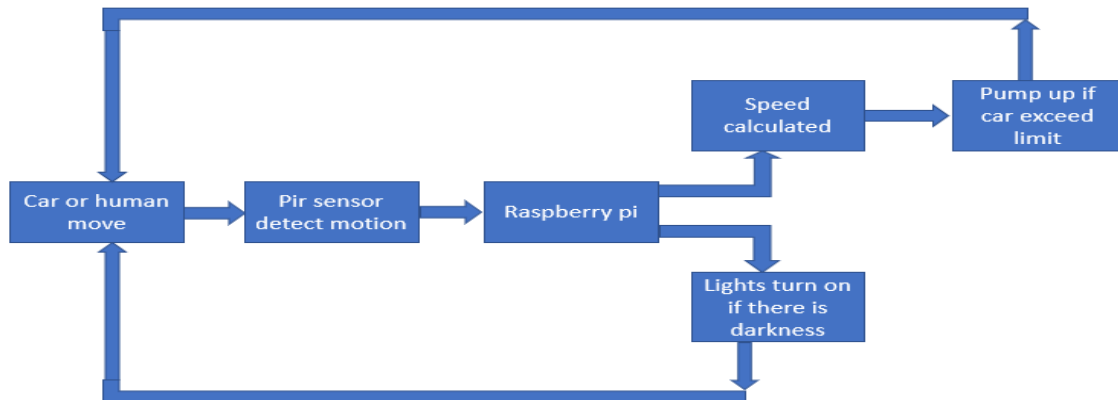 Car or human
move
Pir sensor
detect motion
Raspberry pi
Speed
calculated
Pump up if
car exceed
limit
Lights turn on
if there is
darkness